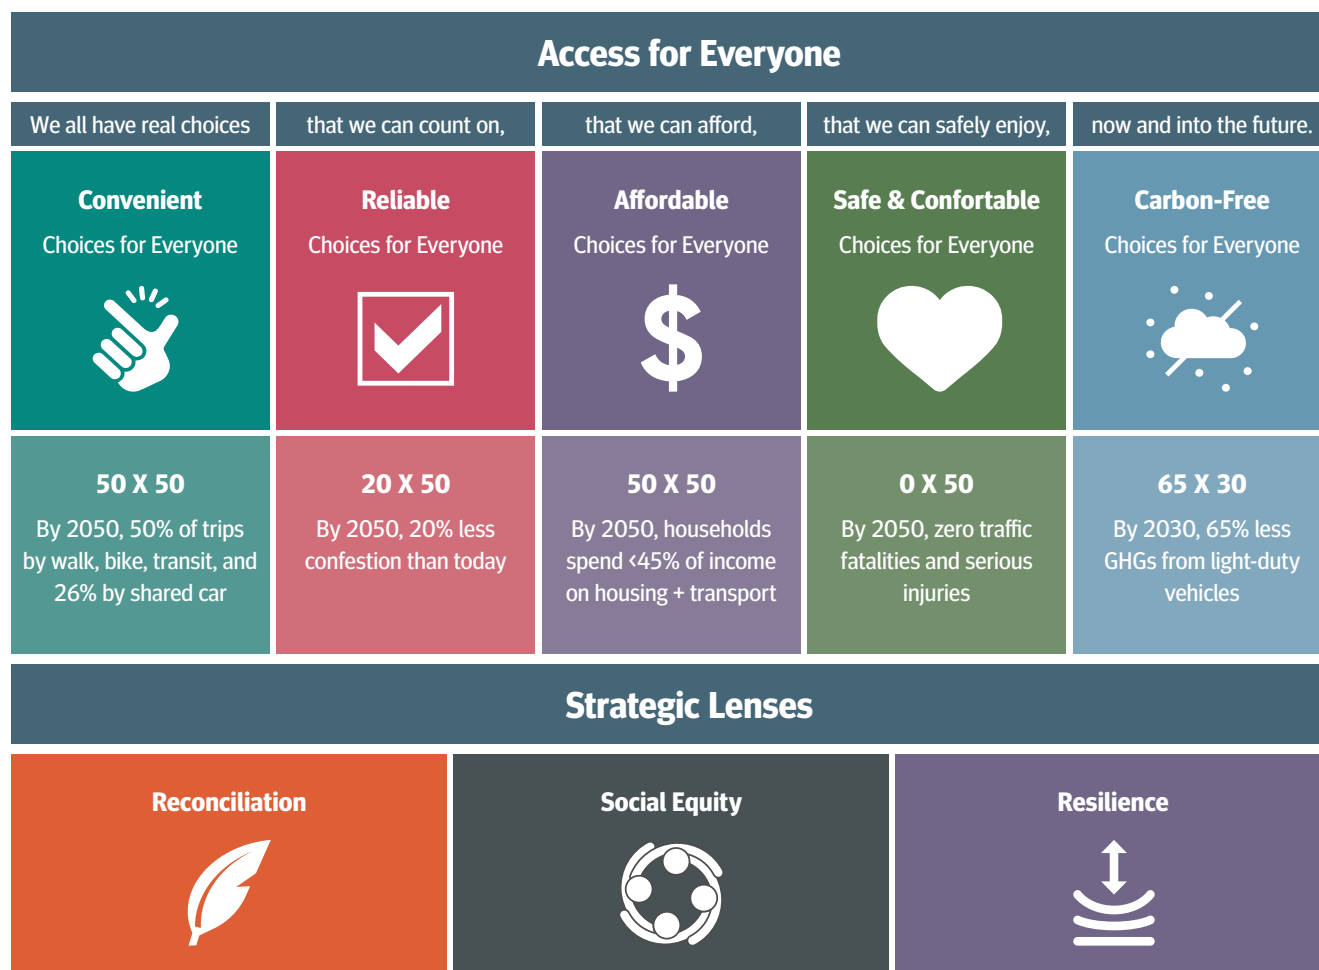 Access for Everyone
We all have real choices
that we can count on,
that we can afford,
that we can safely enjoy,
now and into the future.
Convenient
Choices for Everyone
Reliable
Choices for Everyone
Affordable
Choices for Everyone
$
Safe & Confortable
Choices for Everyone
Carbon-Free
Choices for Everyone
50 X 50
By 2050, 50% of trips
by walk, bike, transit, and
26% by shared car
20 X 50
By 2050, 20% less
confestion than today
50 X 50
By 2050, households
spend <45% of income
on housing + transport
0 X 50
By 2050, zero traffic
fatalities and serious
injuries
65 X 30
By 2030, 65% less
GHGs from light-duty
vehicles
Strategic Lenses
Reconciliation
Social Equity
Resilience